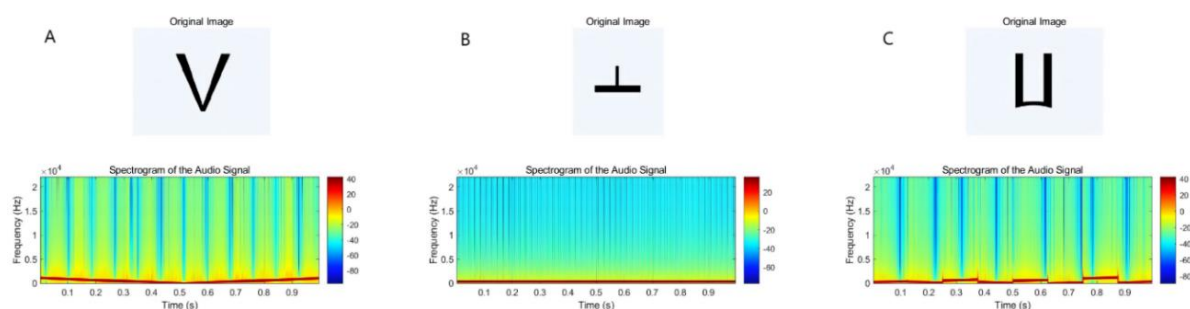 A
Original Image
V
Spectrogram of the Audio Signal
×10⁴
Frequency (Hz)
2
1.5
1
0.5
0
0.1 0.2 0.3 0.4 0.5 0.6 0.7 0.8 0.9
Time (s)
40
20
0
-20
-40
-60
-80
B
Original Image
Spectrogram of the Audio Signal
×10⁴
Frequency (Hz)
2
1.5
1
0.5
0
0.1 0.2 0.3 0.4 0.5 0.6 0.7 0.8 0.9
Time (s)
20
0
-20
-40
-60
-80
C
Original Image
Spectrogram of the Audio Signal
×10⁴
Frequency (Hz)
2
1.5
1
0.5
0
0.1 0.2 0.3 0.4 0.5 0.6 0.7 0.8 0.9
Time (s)
40
20
0
-20
-40
-60
-80